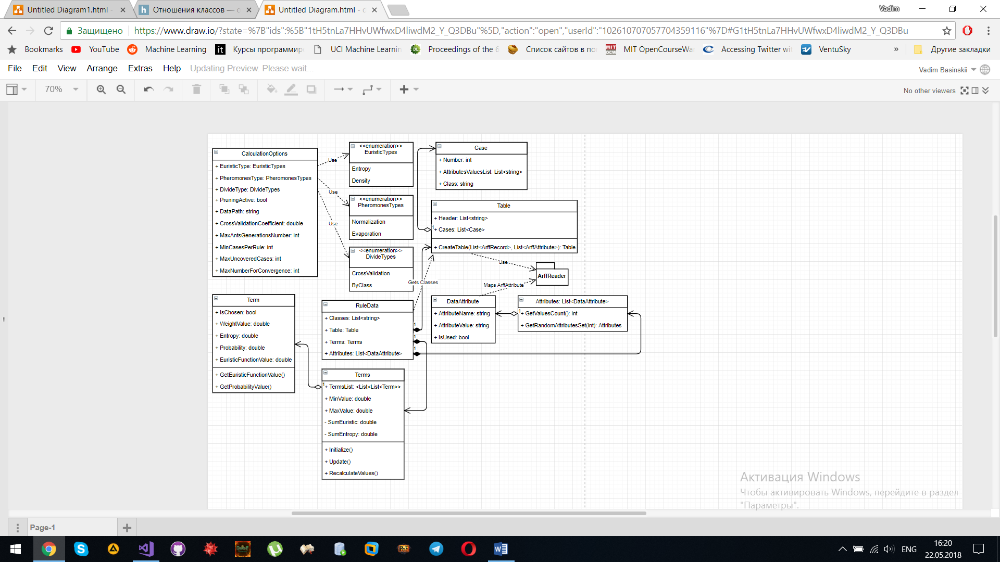 Untitled Diagram1.html -
Отношения классов — с
Untitled Diagram.html - d
Vadim
Защищено
https://www.draw.io/?state=%7B"ids":%5B"1tH5tnLa7HHvUWfwxD4liwdM2_Y_Q3DBu"%5D,"action":"open","userId":"102610707057704359116"%7D#G1tH5tnLa7HHvUWfwxD4liwdM2_Y_Q3DBu
Bookmarks
YouTube
Machine Learning
Курсы программир
UCI Machine Learnin
Proceedings of the 6
Список сайтов в по
MIT OpenCourseWar
Accessing Twitter wit
VentuSky
»
Другие закладки
File Edit View Arrange Extras Help Updating Preview. Please wait...
Vadim Basinskii
70%
No other viewers
CalculationOptions
+ EuristicType: EuristicTypes
+ PheromonesType: PheromonesTypes
+ DivideType: DivideTypes
+ PruningActive: bool
+ DataPath: string
+ CrossValidationCoefficient: double
+ MaxAntsGenerationsNumber: int
+ MinCasesPerRule: int
+ MaxUncoveredCases: int
+ MaxNumberForConvergence: int
Use
Use
Use
<<enumeration>>
EuristicTypes
Entropy
Density
<<enumeration>>
PheromonesTypes
Normalization
Evaporation
<<enumeration>>
DivideTypes
CrossValidation
ByClass
Case
+ Number: int
+ AttributesValuesList: List<string>
+ Class: string
Table
+ Header: List<string>
1
+ Cases: List<Case>
+ CreateTable(List<ArffRecord>, List<ArffAttribute>): Table
Use
ArffReader
Gets Classes
Maps ArffAttribute
Term
+ IsChosen: bool
+ WeightValue: double
+ Entropy: double
+ Probability: double
+ EuristicFunctionValue: double
+ GetEuristicFunctionValue()
+ GetProbabilityValue()
RuleData
+ Classes: List<string>
+ Table: Table
+ Terms: Terms
+ Attributes: List<DataAttribute>
1
1
1
DataAttribute
+ AttributeName: string
+ AttributeValue: string
+ IsUsed: bool
Attributes: List<DataAttribute>
1
+ GetValuesCount(): int
+ GetRandomAttributesSet(int): Attributes
Terms
1
+ TermsList: <List<List<Term>>
+ MinValue: double
+ MaxValue: double
- SumEuristic: double
- SumEntropy: double
+ Initialize()
+ Update()
+ RecalculateValues()
Активация Windows
Чтобы активировать Windows, перейдите в раздел
"Параметры".
Page-1
ENG
16:20
22.05.2018